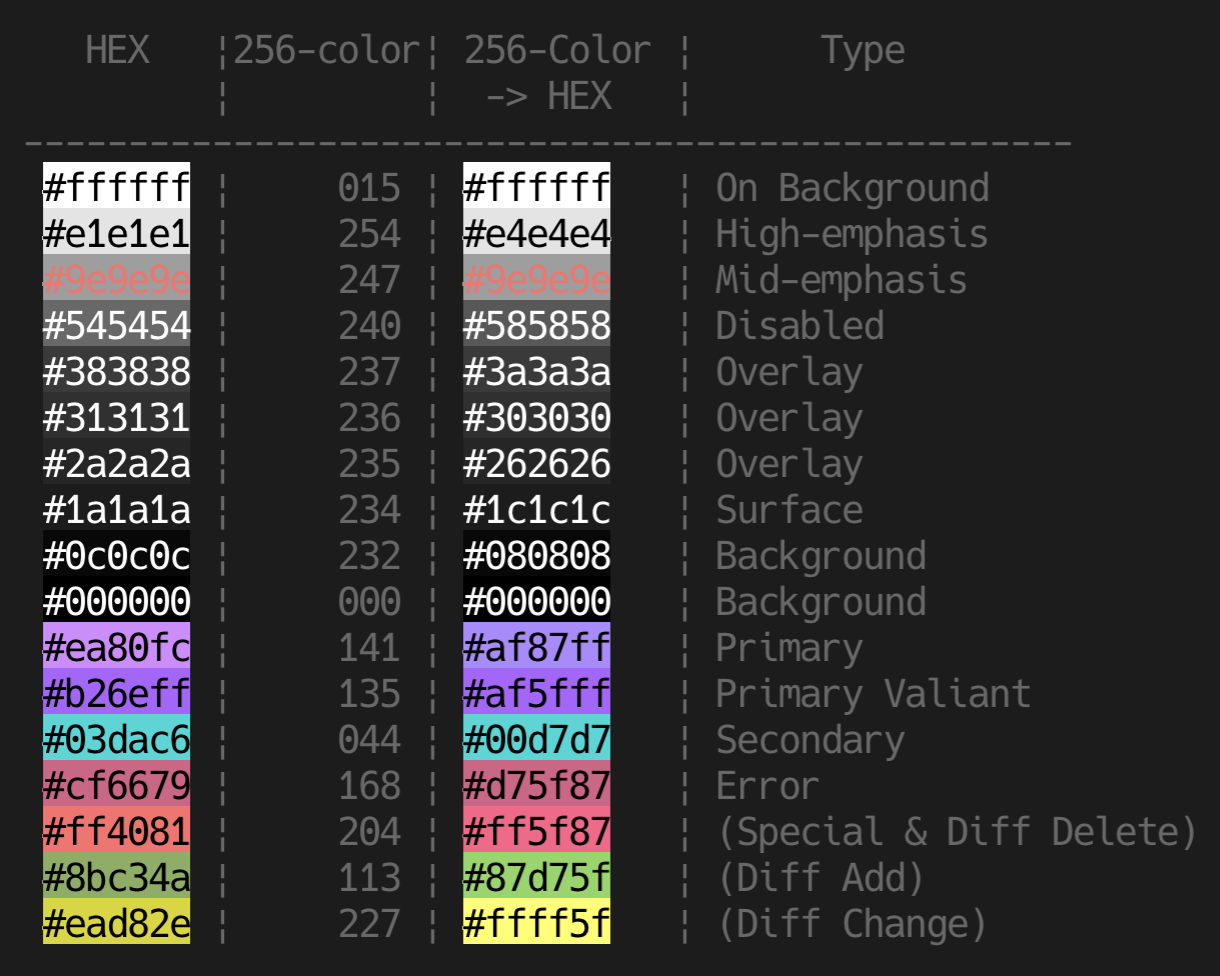 HEX ¦256-color¦ 256-Color ¦ Type
¦ ¦ -> HEX ¦
--------------------------------------------------
#ffffff ¦ 015 ¦ #ffffff ¦ On Background
#e1e1e1 ¦ 254 ¦ #e4e4e4 ¦ High-emphasis
#9e9e9e ¦ 247 ¦ #9e9e9e ¦ Mid-emphasis
#545454 ¦ 240 ¦ #585858 ¦ Disabled
#383838 ¦ 237 ¦ #3a3a3a ¦ Overlay
#313131 ¦ 236 ¦ #303030 ¦ Overlay
#2a2a2a ¦ 235 ¦ #262626 ¦ Overlay
#1a1a1a ¦ 234 ¦ #1c1c1c ¦ Surface
#0c0c0c ¦ 232 ¦ #080808 ¦ Background
#000000 ¦ 000 ¦ #000000 ¦ Background
#ea80fc ¦ 141 ¦ #af87ff ¦ Primary
#b26eff ¦ 135 ¦ #af5fff ¦ Primary Valiant
#03dac6 ¦ 044 ¦ #00d7d7 ¦ Secondary
#cf6679 ¦ 168 ¦ #d75f87 ¦ Error
#ff4081 ¦ 204 ¦ #ff5f87 ¦ (Special & Diff Delete)
#8bc34a ¦ 113 ¦ #87d75f ¦ (Diff Add)
#ead82e ¦ 227 ¦ #ffff5f ¦ (Diff Change)